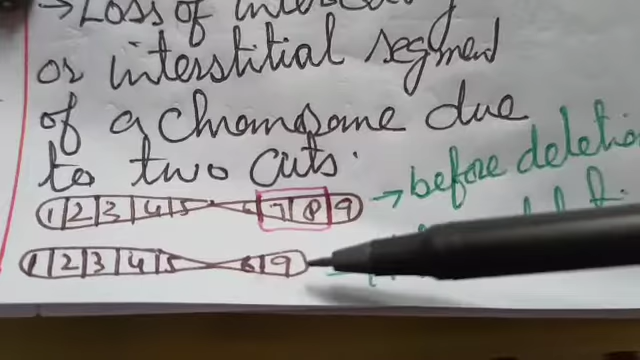 → Loss of
or interstitial segment
of a chromosome due
to two cuts.
1 2 3 4 5 6 7 8 9 → before deletion
1 2 3 4 5 6 9